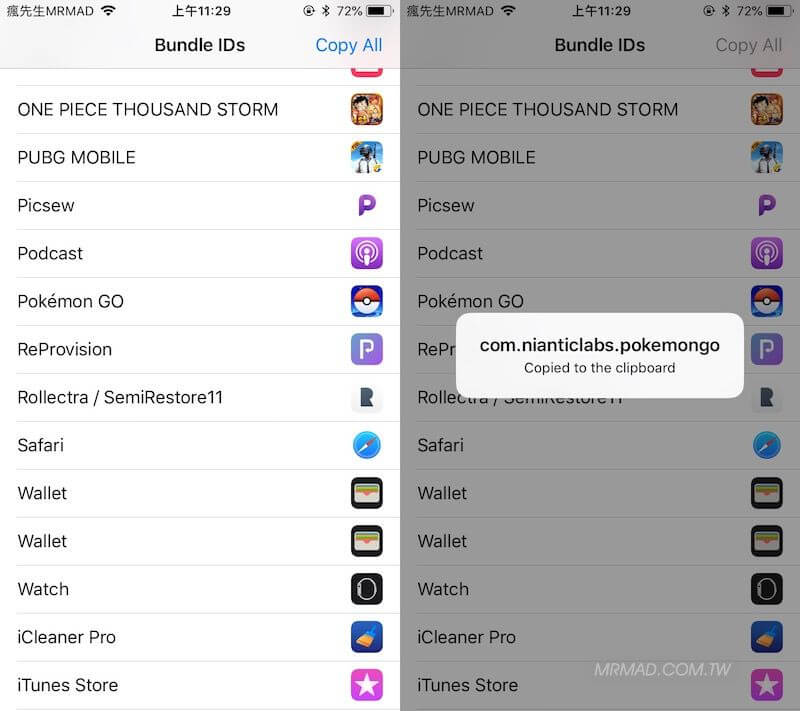 瘋先生MRMAD 上午11:29 72%
Bundle IDs Copy All
ONE PIECE THOUSAND STORM
PUBG MOBILE
Picsew
Podcast
Pokémon GO
ReProvision
Rollectra / SemiRestore11
Safari
Wallet
Wallet
Watch
iCleaner Pro
iTunes Store
瘋先生MRMAD 上午11:29 72%
Bundle IDs Copy All
ONE PIECE THOUSAND STORM
PUBG MOBILE
Picsew
Podcast
Pokémon GO
com.nianticlabs.pokemongo
Copied to the clipboard
ReP
Rollectra / SemiRestore11
Safari
Wallet
Wallet
Watch
iCleaner Pro
MRMAD.COM.TW
iTunes Store